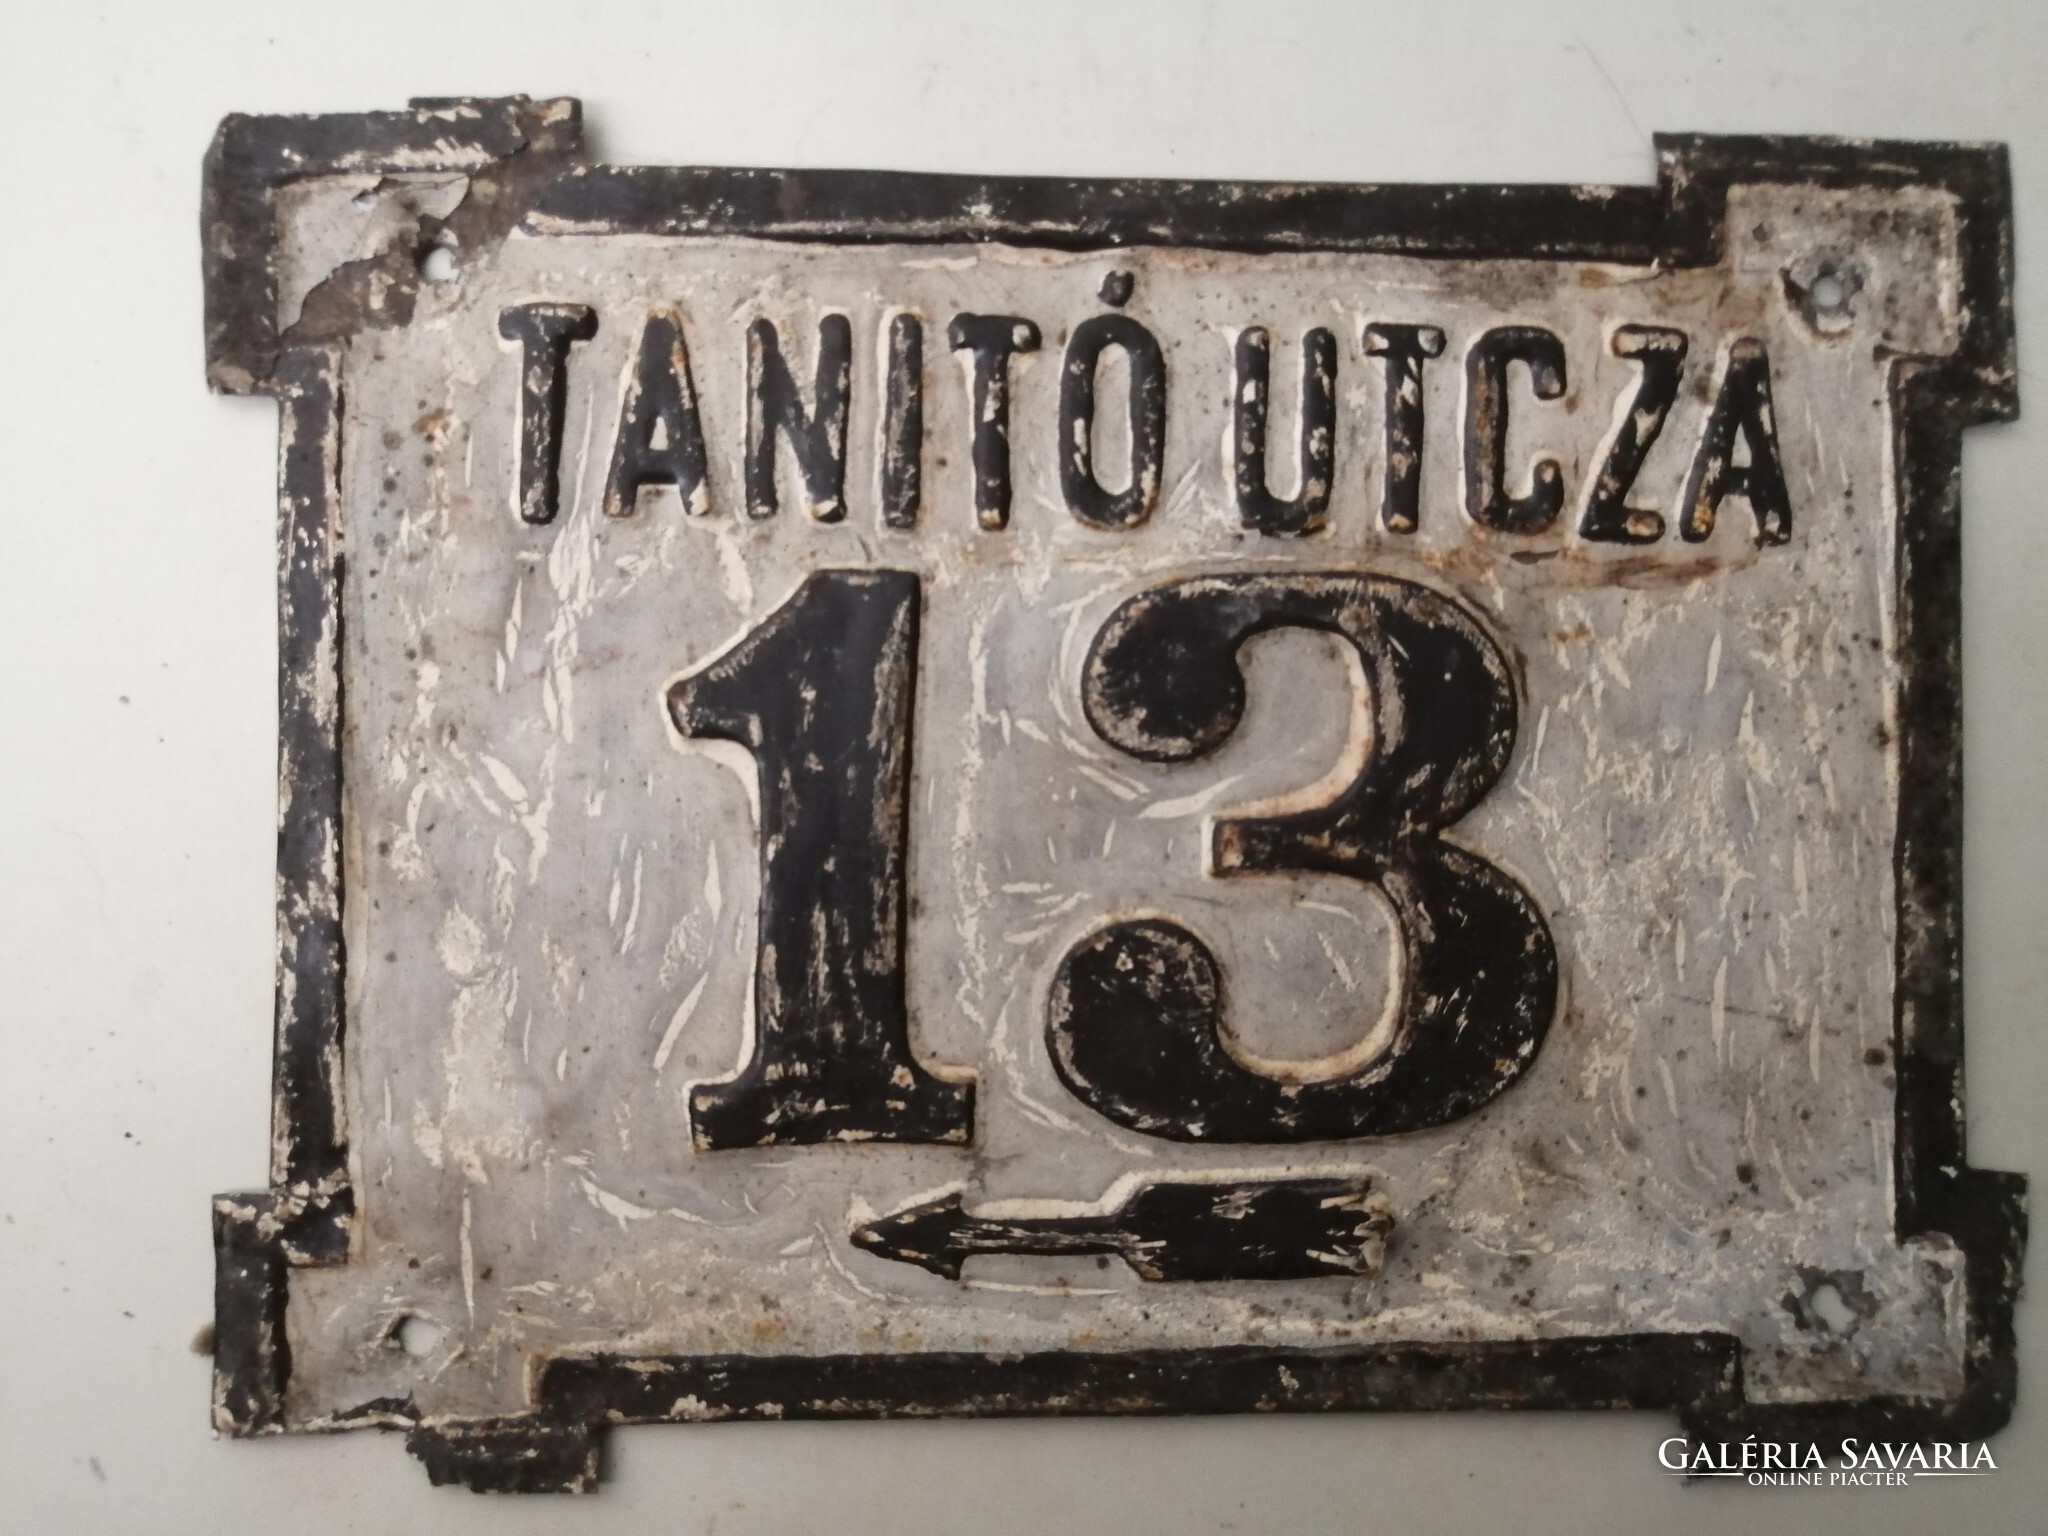 TANITÓ UTCZA
13
GALÉRIA SAVARIA
ONLINE PIACTÉR